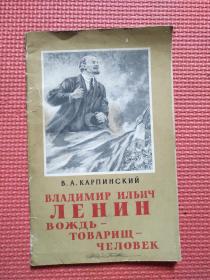 В. А. КАРПИНСКИЙ
ВЛАДИМИР ИЛЬИЧ
ЛЕНИН
ВОЖДЬ –
ТОВАРИЩ –
ЧЕЛОВЕК